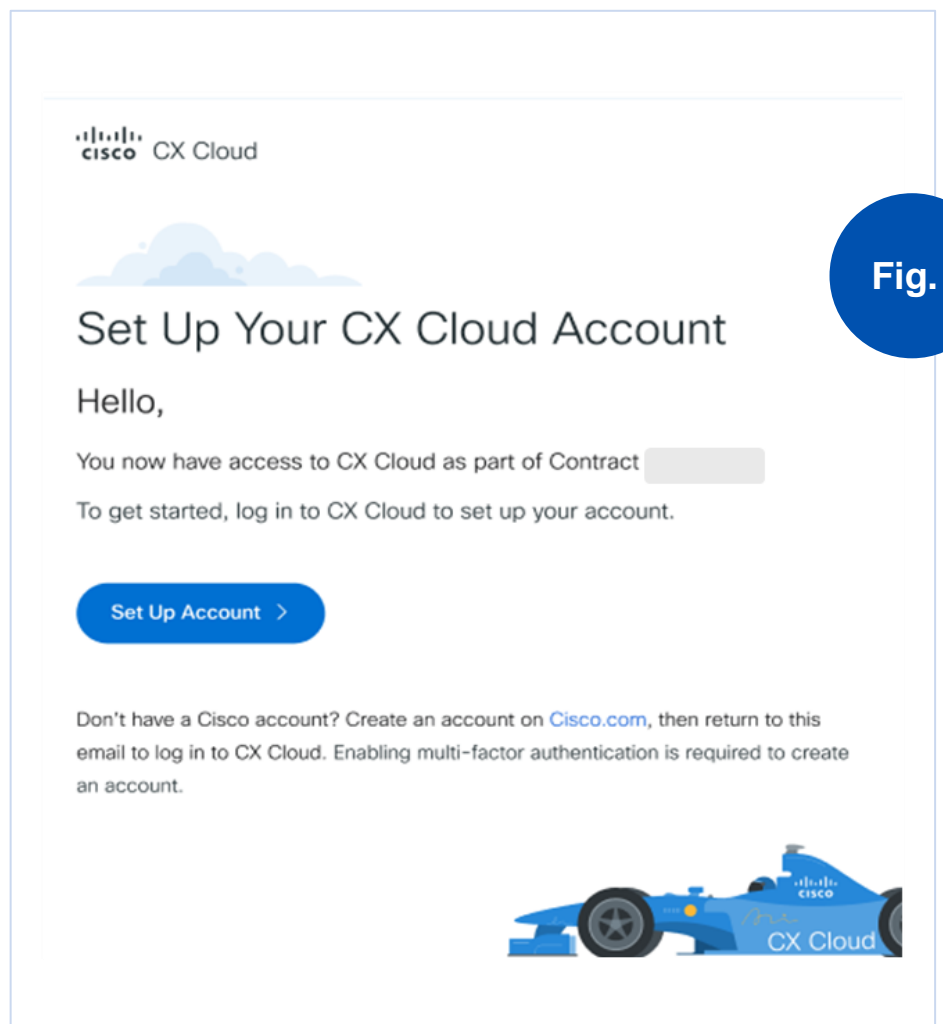 cisco CX Cloud
Fig.
Set Up Your CX Cloud Account
Hello,
You now have access to CX Cloud as part of Contract
To get started, log in to CX Cloud to set up your account.
Set Up Account >
Don't have a Cisco account? Create an account on Cisco.com, then return to this
email to log in to CX Cloud. Enabling multi-factor authentication is required to create
an account.
cisco
CX Cloud